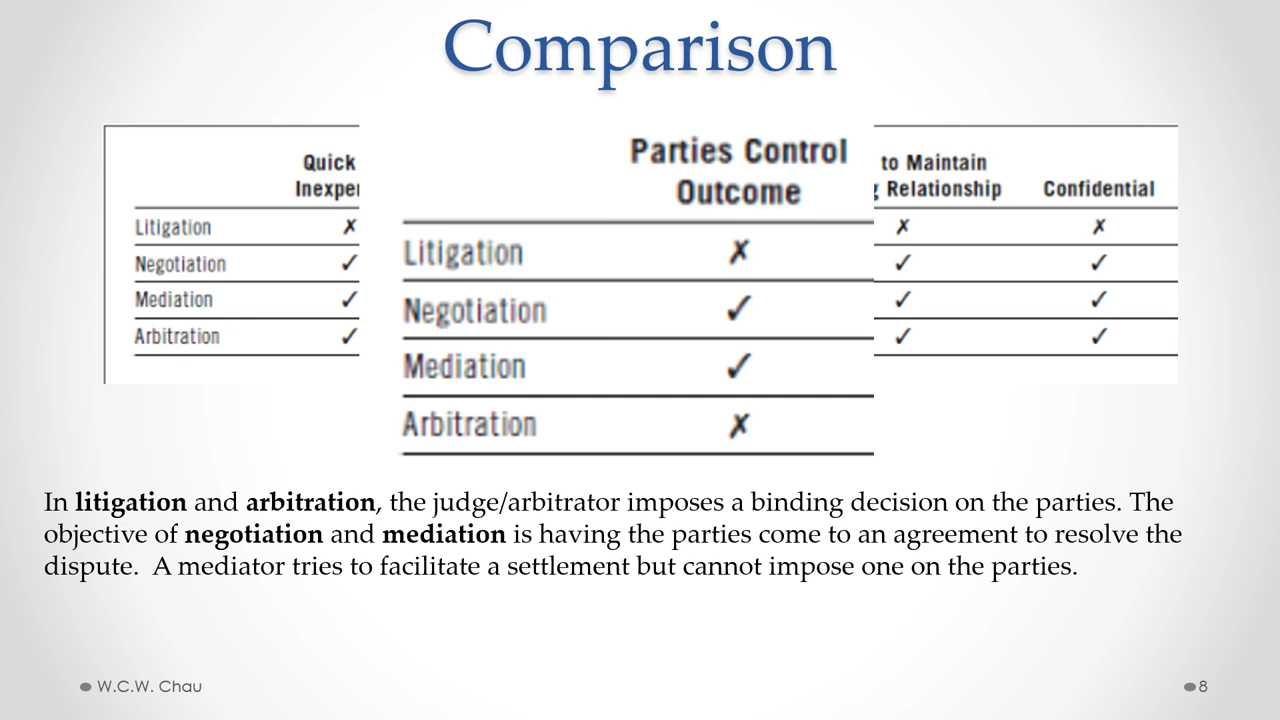 Comparison
Quick
Litigation ✗
Negotiation ✓
Mediation ✓
Arbitration ✓
Parties Control
Outcome
Litigation ✗
Negotiation ✓
Mediation ✓
Arbitration ✗
to Maintain
Relationship Confidential
✗ ✗
✓ ✓
✓ ✓
✓ ✓
In litigation and arbitration, the judge/arbitrator imposes a binding decision on the parties. The
objective of negotiation and mediation is having the parties come to an agreement to resolve the
dispute.  A mediator tries to facilitate a settlement but cannot impose one on the parties.
W.C.W. Chau
8